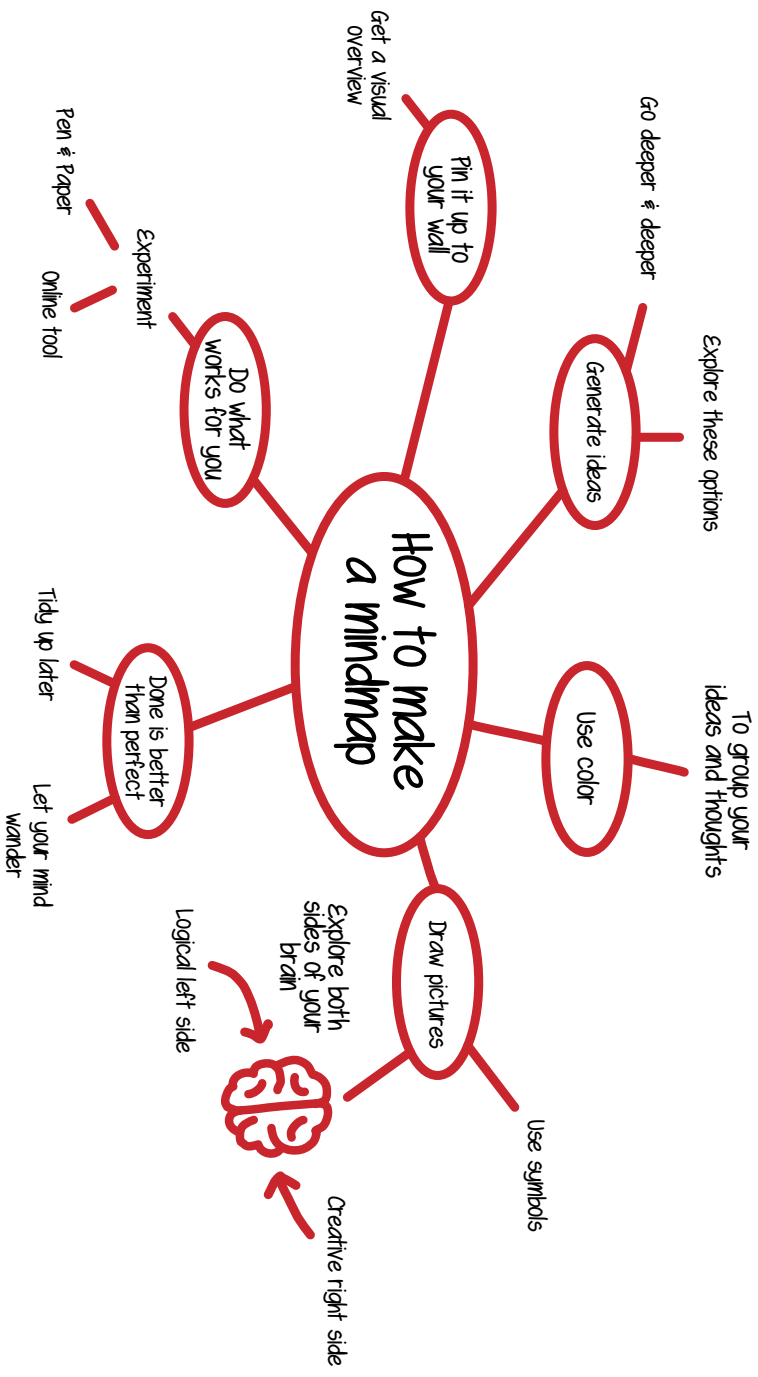 How to make
a mindmap
Generate ideas
Go deeper & deeper
Explore these options
Use color
To group your
ideas and thoughts
Draw pictures
Use symbols
Explore both
sides of your
brain
Logical left side
Creative right side
Done is better
than perfect
Tidy up later
Let your mind
wander
Do what
works for you
Experiment
Pen & Paper
Online tool
Pin it up to
your wall
Get a visual
overview